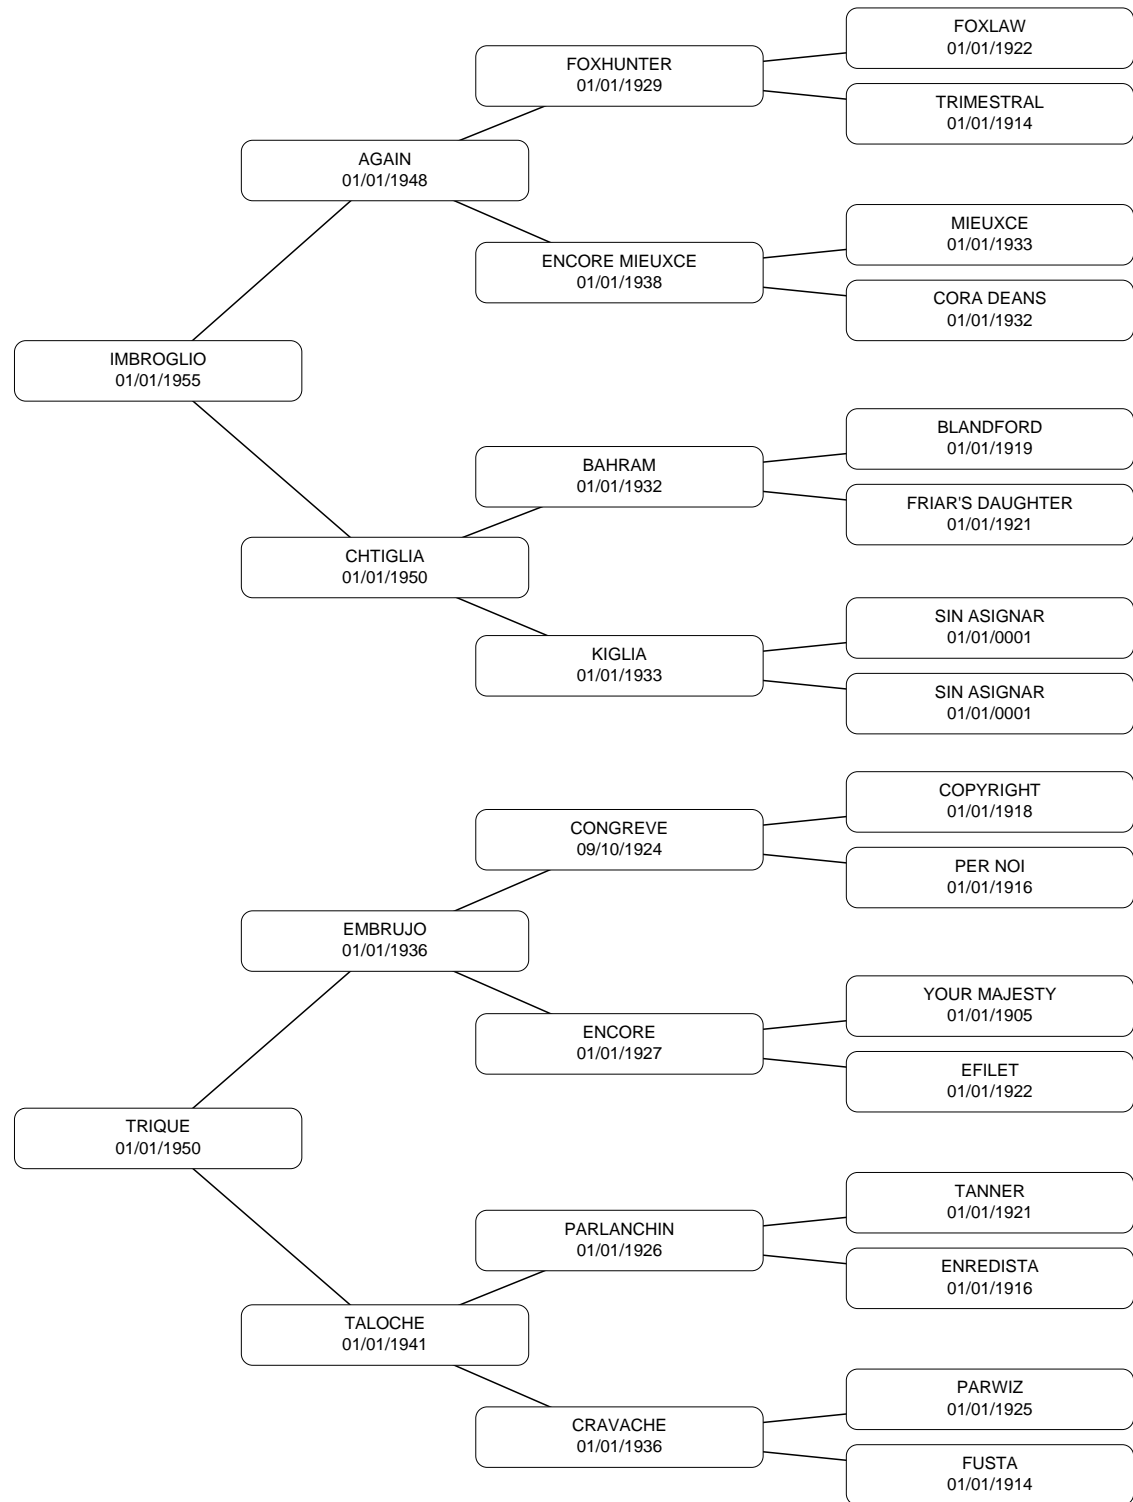 FOXLAW
01/01/1922
FOXHUNTER
01/01/1929
TRIMESTRAL
01/01/1914
AGAIN
01/01/1948
MIEUXCE
01/01/1933
ENCORE MIEUXCE
01/01/1938
CORA DEANS
01/01/1932
IMBROGLIO
01/01/1955
BLANDFORD
01/01/1919
BAHRAM
01/01/1932
FRIAR'S DAUGHTER
01/01/1921
CHTIGLIA
01/01/1950
SIN ASIGNAR
01/01/0001
KIGLIA
01/01/1933
SIN ASIGNAR
01/01/0001
COPYRIGHT
01/01/1918
CONGREVE
09/10/1924
PER NOI
01/01/1916
EMBRUJO
01/01/1936
YOUR MAJESTY
01/01/1905
ENCORE
01/01/1927
EFILET
01/01/1922
TRIQUE
01/01/1950
TANNER
01/01/1921
PARLANCHIN
01/01/1926
ENREDISTA
01/01/1916
TALOCHE
01/01/1941
PARWIZ
01/01/1925
CRAVACHE
01/01/1936
FUSTA
01/01/1914